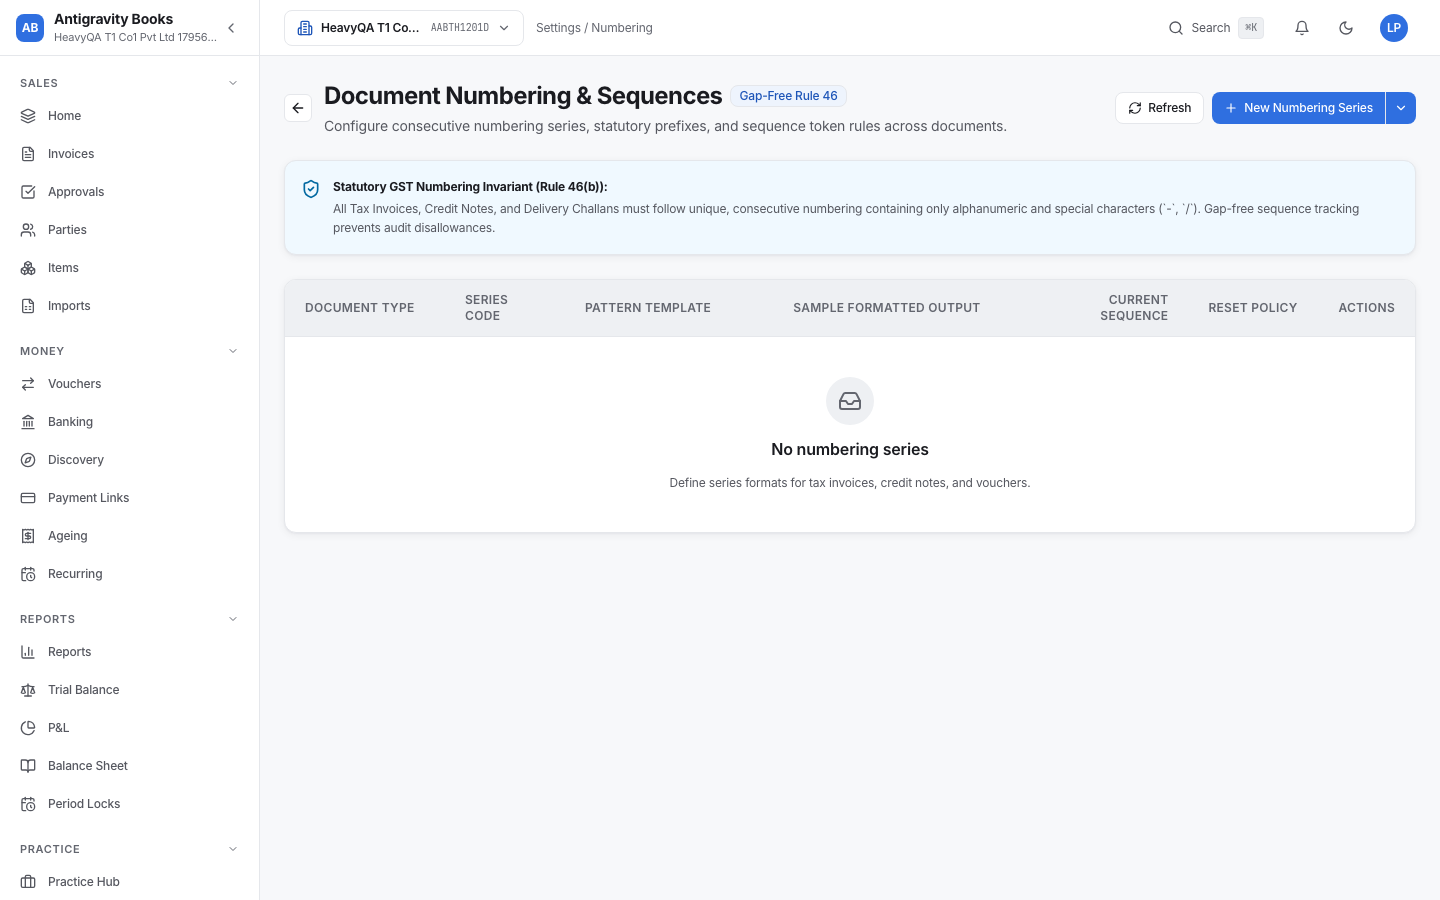 AB
Antigravity Books
HeavyQA T1 Co1 Pvt Ltd 17956...
HeavyQA T1 Co...
AABTH1201D
Settings / Numbering
Search
⌘K
LP
SALES
Home
Invoices
Approvals
Parties
Items
Imports
MONEY
Vouchers
Banking
Discovery
Payment Links
Ageing
Recurring
REPORTS
Reports
Trial Balance
P&L
Balance Sheet
Period Locks
PRACTICE
Practice Hub
Document Numbering & Sequences
Gap-Free Rule 46
Configure consecutive numbering series, statutory prefixes, and sequence token rules across documents.
Refresh
New Numbering Series
Statutory GST Numbering Invariant (Rule 46(b)):
All Tax Invoices, Credit Notes, and Delivery Challans must follow unique, consecutive numbering containing only alphanumeric and special characters (`-`, `/`). Gap-free sequence tracking
prevents audit disallowances.
DOCUMENT TYPE
SERIES
CODE
PATTERN TEMPLATE
SAMPLE FORMATTED OUTPUT
CURRENT
SEQUENCE
RESET POLICY
ACTIONS
No numbering series
Define series formats for tax invoices, credit notes, and vouchers.